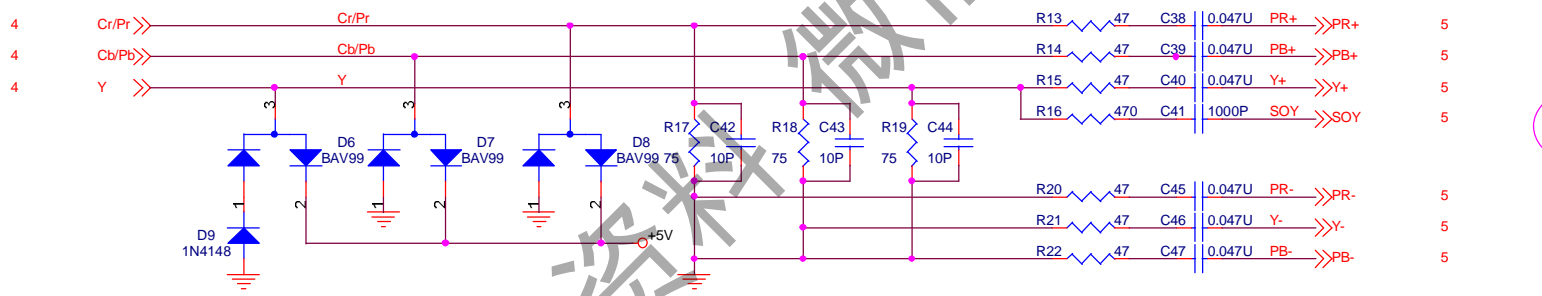 4 Cr/Pr Cr/Pr R13 47 C38 0.047U PR+ PR+ 5
4 Cb/Pb Cb/Pb R14 47 C39 0.047U PB+ PB+ 5
4 Y Y R15 47 C40 0.047U Y+ Y+ 5
R16 470 C41 1000P SOY SOY 5
3 3 3
R17 C42 R18 C43 R19 C44
D6 D7 D8
BAV99 BAV99 BAV99 75 10P 75 10P 75 10P
1 2 1 2 1 2
R20 47 C45 0.047U PR- PR- 5
R21 47 C46 0.047U Y- Y- 5
D9 +5V
1N4148 R22 47 C47 0.047U PB- PB- 5
资料 微